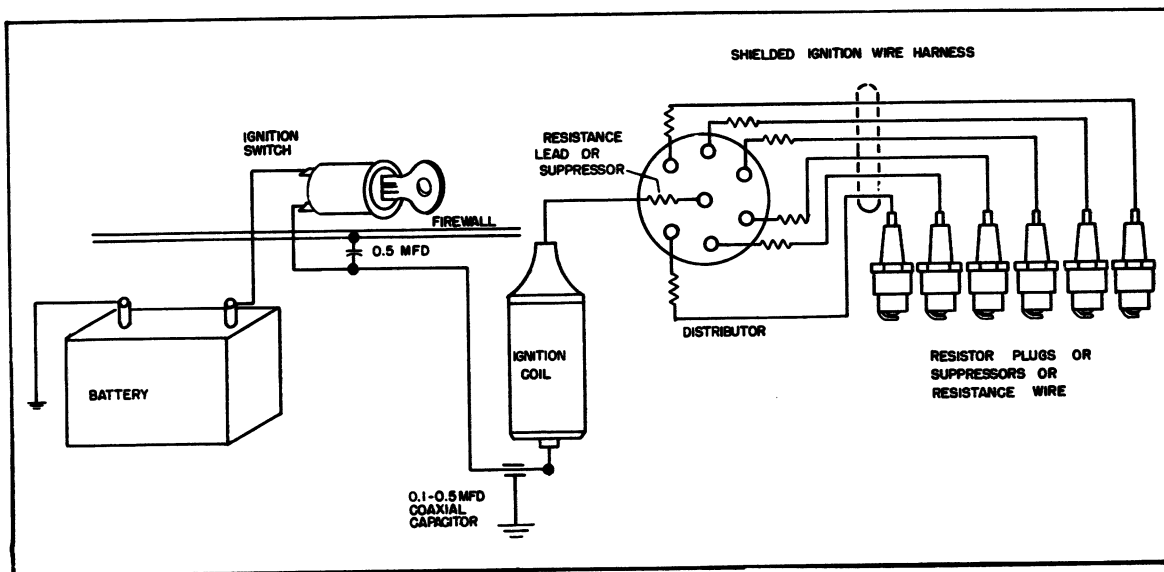 SHIELDED IGNITION WIRE HARNESS
IGNITION
SWITCH
RESISTANCE
LEAD OR
SUPPRESSOR
FIREWALL
0.5 MFD
DISTRIBUTOR
IGNITION
COIL
BATTERY
RESISTOR PLUGS OR
SUPPRESSORS OR
RESISTANCE WIRE
0.1-0.5 MFD
COAXIAL
CAPACITOR